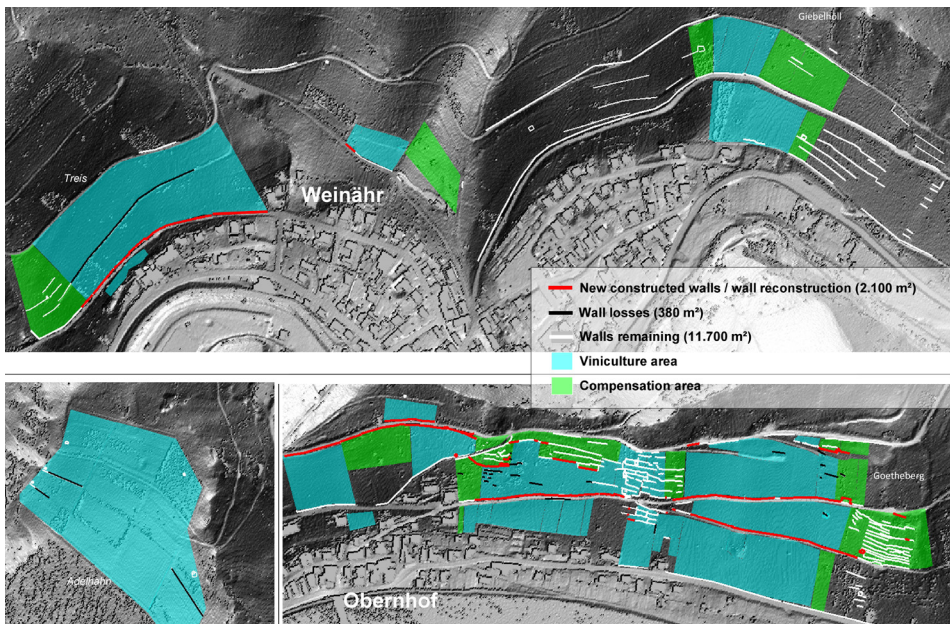 Giebelhöll
Treis
Weinähr
New constructed walls / wall reconstruction (2.100 m²)
Wall losses (380 m²)
Walls remaining (11.700 m²)
Viniculture area
Compensation area
Goetheberg
Adelhahn
Obernhof